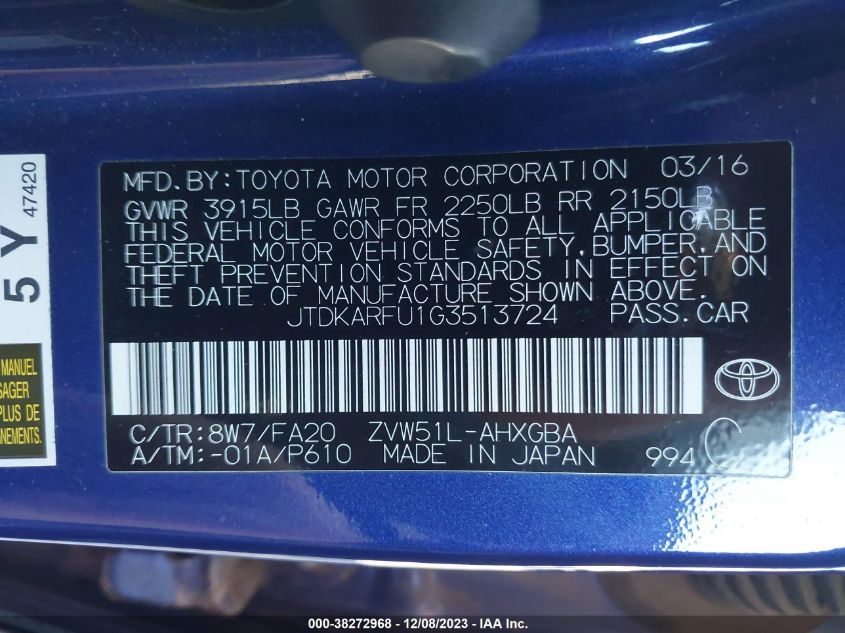 MFD.BY:TOYOTA MOTOR CORPORATION 03/16
GVWR 3915LB GAWR FR 2250LB RR 2150LB
THIS VEHICLE CONFORMS TO ALL APPLICABLE
FEDERAL MOTOR VEHICLE SAFETY,BUMPER,AND
THEFT PREVENTION STANDARDS IN EFFECT ON
THE DATE OF MANUFACTURE SHOWN ABOVE.
JTDKARFU1G3513724 PASS.CAR
C/TR:8W7/FA20 ZVW51L-AHXGBA
A/TM:-01A/P610 MADE IN JAPAN 994 C
5 Y
47420
MANUEL
SAGER
PLUS DE
NEMENTS.
000-38272968 - 12/08/2023 - IAA Inc.